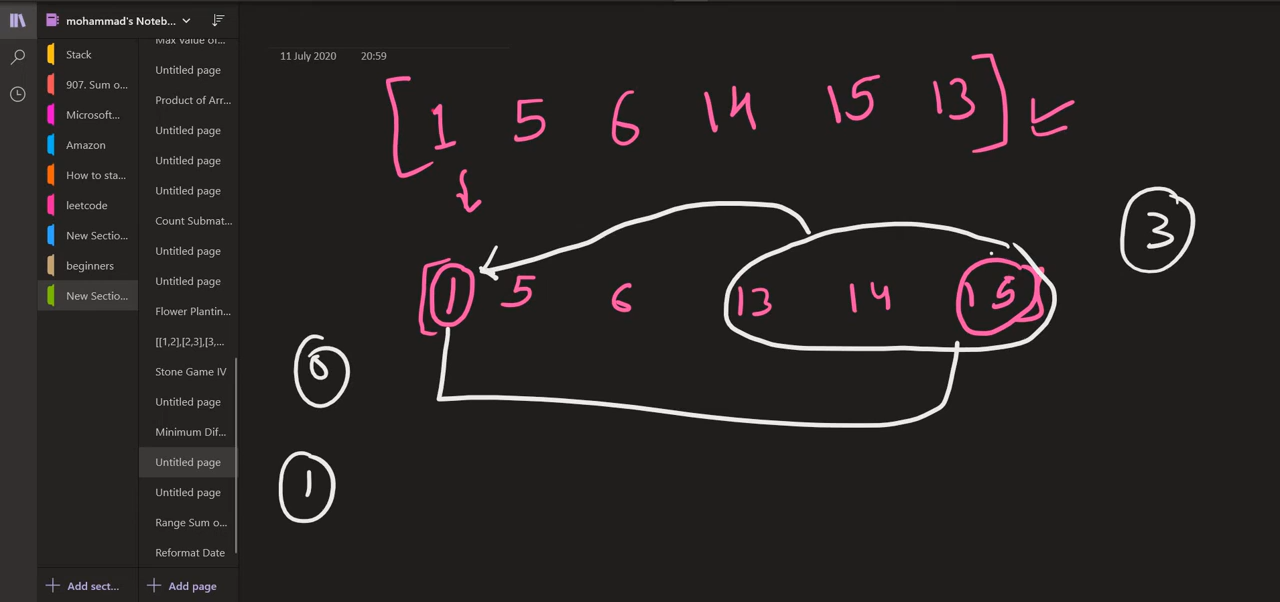 mohammad's Noteb...
Stack
907. Sum o...
Microsoft...
Amazon
How to sta...
leetcode
New Sectio...
beginners
New Sectio...
Add sect...
Max value of...
Untitled page
Product of Arr...
Untitled page
Untitled page
Untitled page
Count Submat...
Untitled page
Untitled page
Flower Plantin...
[[1,2],[2,3],[3,...
Stone Game IV
Untitled page
Minimum Dif...
Untitled page
Untitled page
Range Sum o...
Reformat Date
Add page
11 July 2020 20:59
[1 5 6 14 15 13]
3
[1 5 6 13 14 15]
0
1